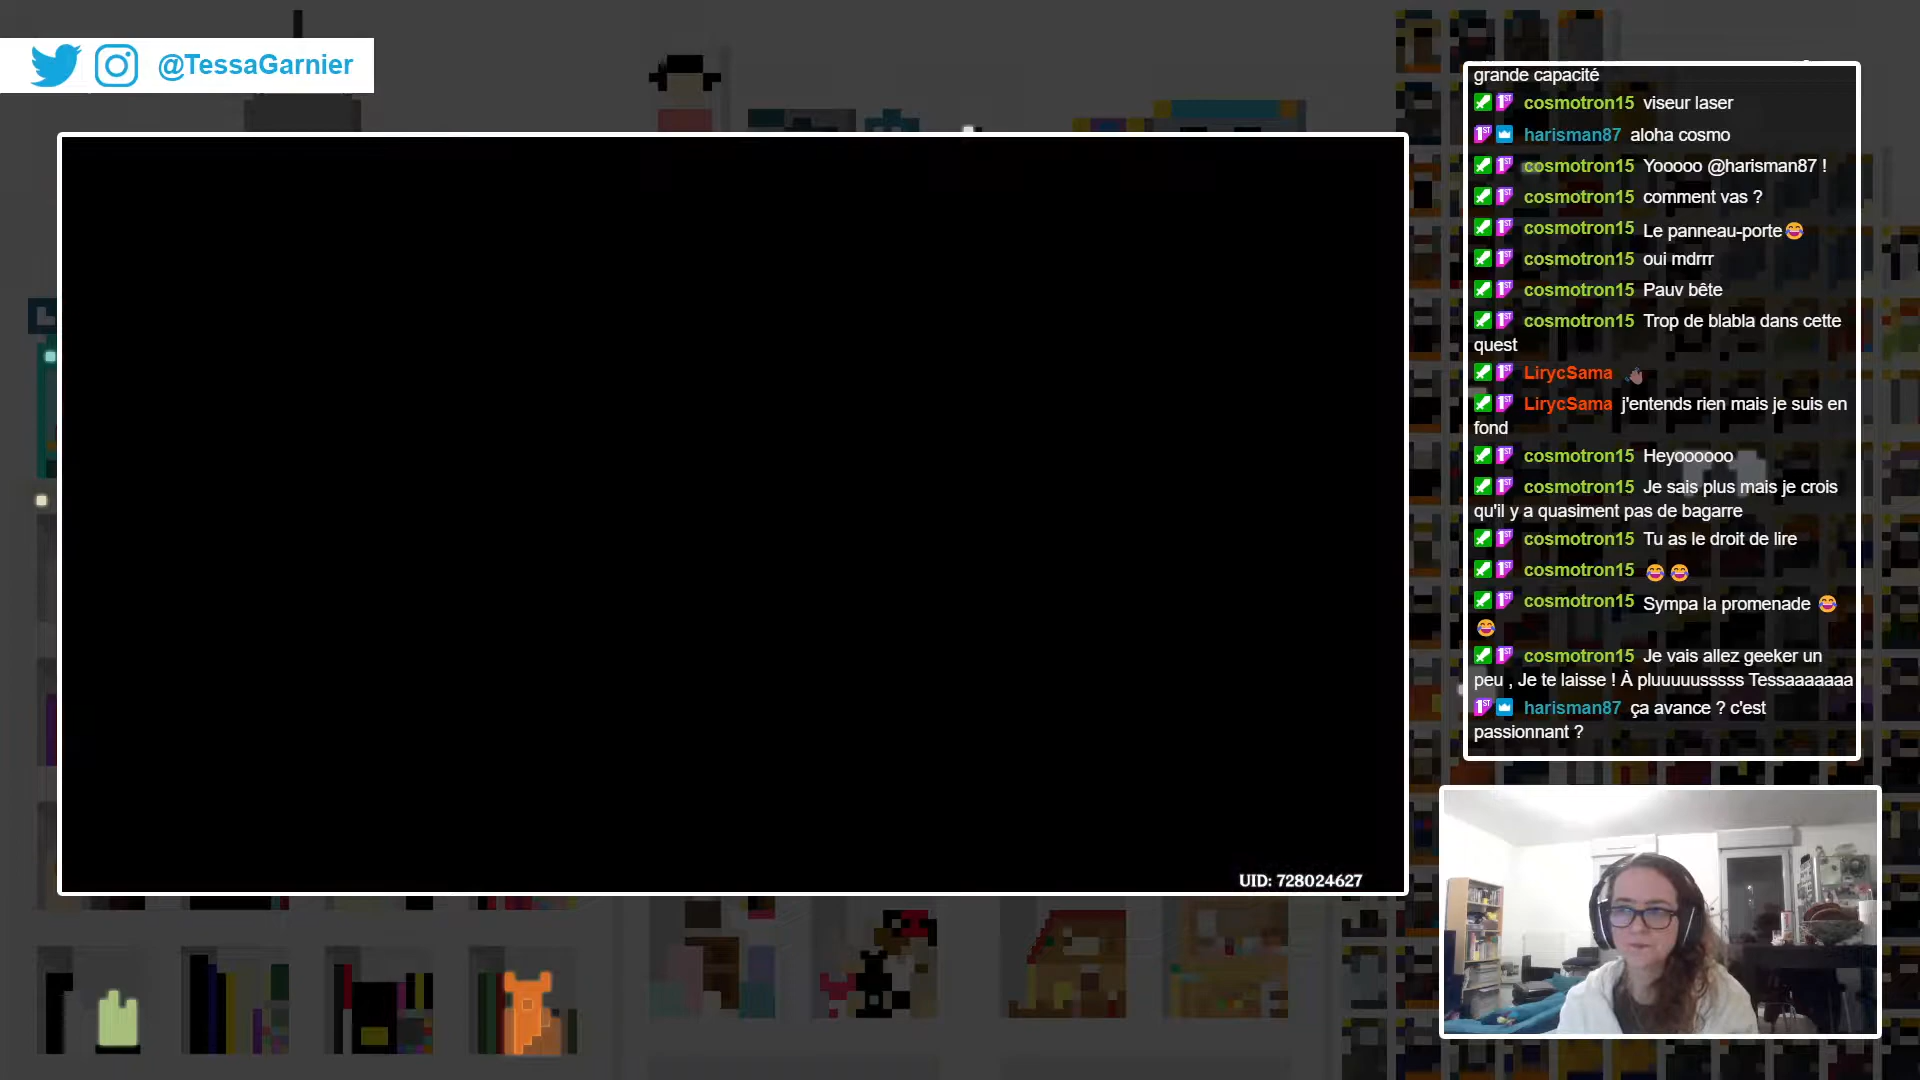 @TessaGarnier
grande capacité
cosmotron15 viseur laser
harisman87 aloha cosmo
cosmotron15 Yooooo @harisman87 !
cosmotron15 comment vas ?
cosmotron15 Le panneau-porte😂
cosmotron15 oui mdrrr
cosmotron15 Pauv bête
cosmotron15 Trop de blabla dans cette
quest
LirycSama
LirycSama j'entends rien mais je suis en
fond
cosmotron15 Heyoooooo
cosmotron15 Je sais plus mais je crois
qu'il y a quasiment pas de bagarre
cosmotron15 Tu as le droit de lire
cosmotron15 😂 😂
cosmotron15 Sympa la promenade 😂
😂
cosmotron15 Je vais allez geeker un
peu , Je te laisse ! À pluuuuusssss Tessaaaaaaa
harisman87 ça avance ? c'est
passionnant ?
UID: 728024627